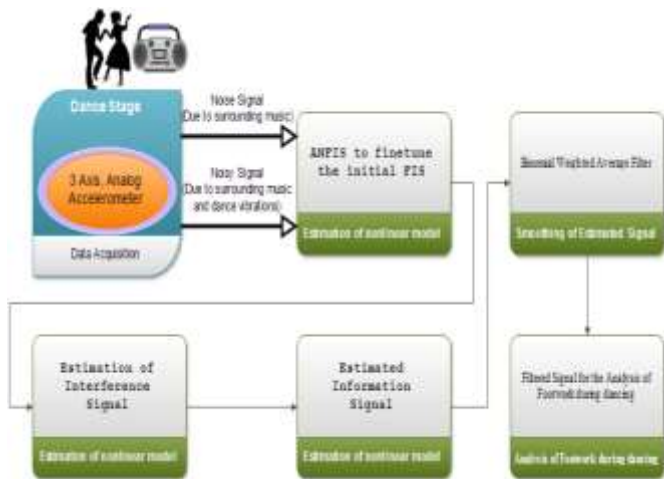 Dance Stage
3 Axis, Analog
Accelerometer
Data Acquisition
Noise Signal
(Due to surrounding music)
Noisy Signal
(Due to surrounding music
and dance vibrations)
ANFIS to finetune
the initial FIS
Estimation of nonlinear model
Binomial Weighted Average Filter
Smoothing of Estimated Signal
Estimation of
Interference
Signal
Estimation of nonlinear model
Estimated
Information
Signal
Estimation of nonlinear model
Filtered Signal for the Analysis of
Footwork during dancing
Analysis of Footwork during dancing